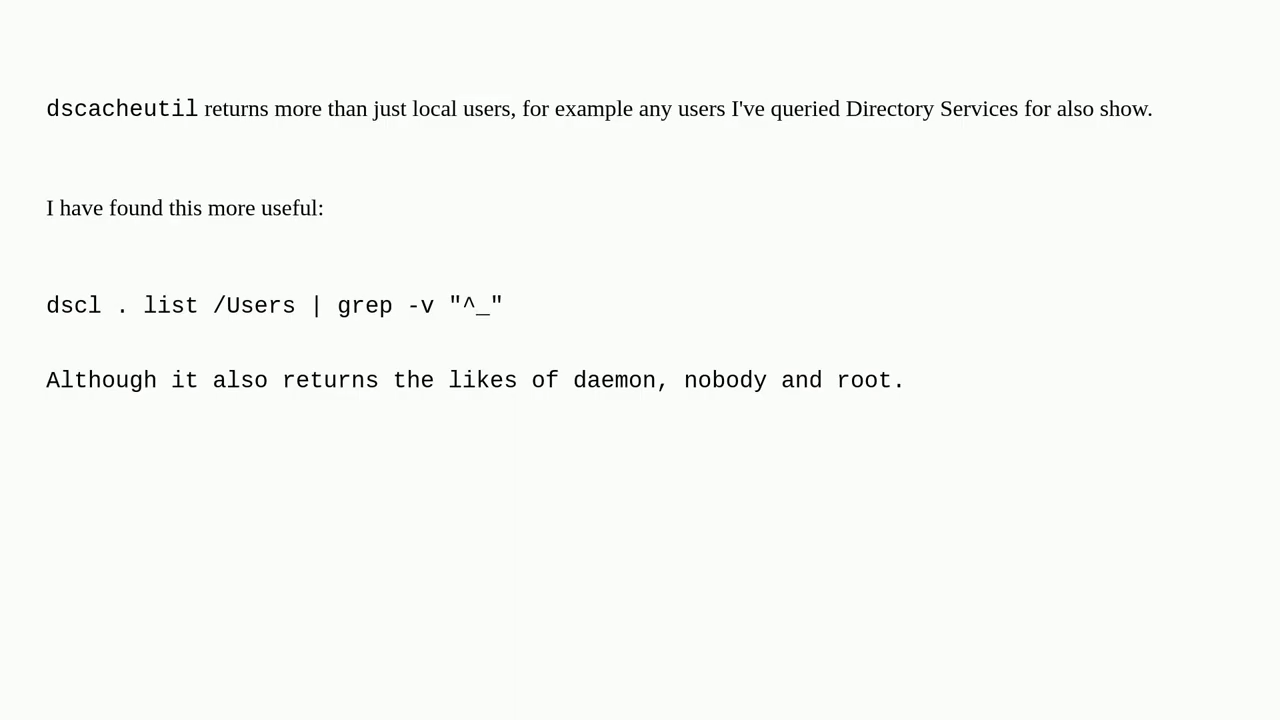 dscacheutil returns more than just local users, for example any users I've queried Directory Services for also show.
I have found this more useful:
dscl . list /Users | grep -v "^_"
Although it also returns the likes of daemon, nobody and root.